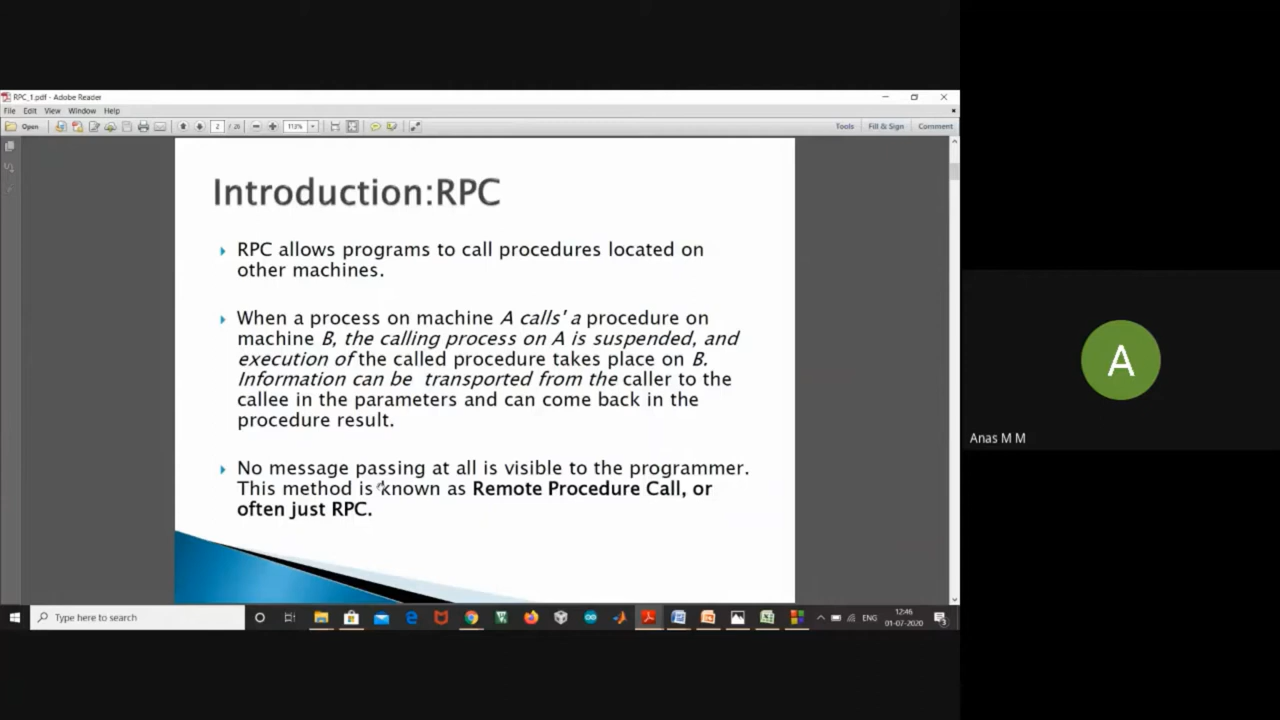 RPC_1.pdf - Adobe Reader
File Edit View Window Help
Open 2 / 26 113% Tools Fill & Sign Comment
Introduction:RPC
RPC allows programs to call procedures located on
other machines.
When a process on machine A calls' a procedure on
machine B, the calling process on A is suspended, and
execution of the called procedure takes place on B.
Information can be transported from the caller to the
callee in the parameters and can come back in the
procedure result.
No message passing at all is visible to the programmer.
This method is known as Remote Procedure Call, or
often just RPC.
A
Anas M M
Type here to search
ENG
12:46
01-07-2020